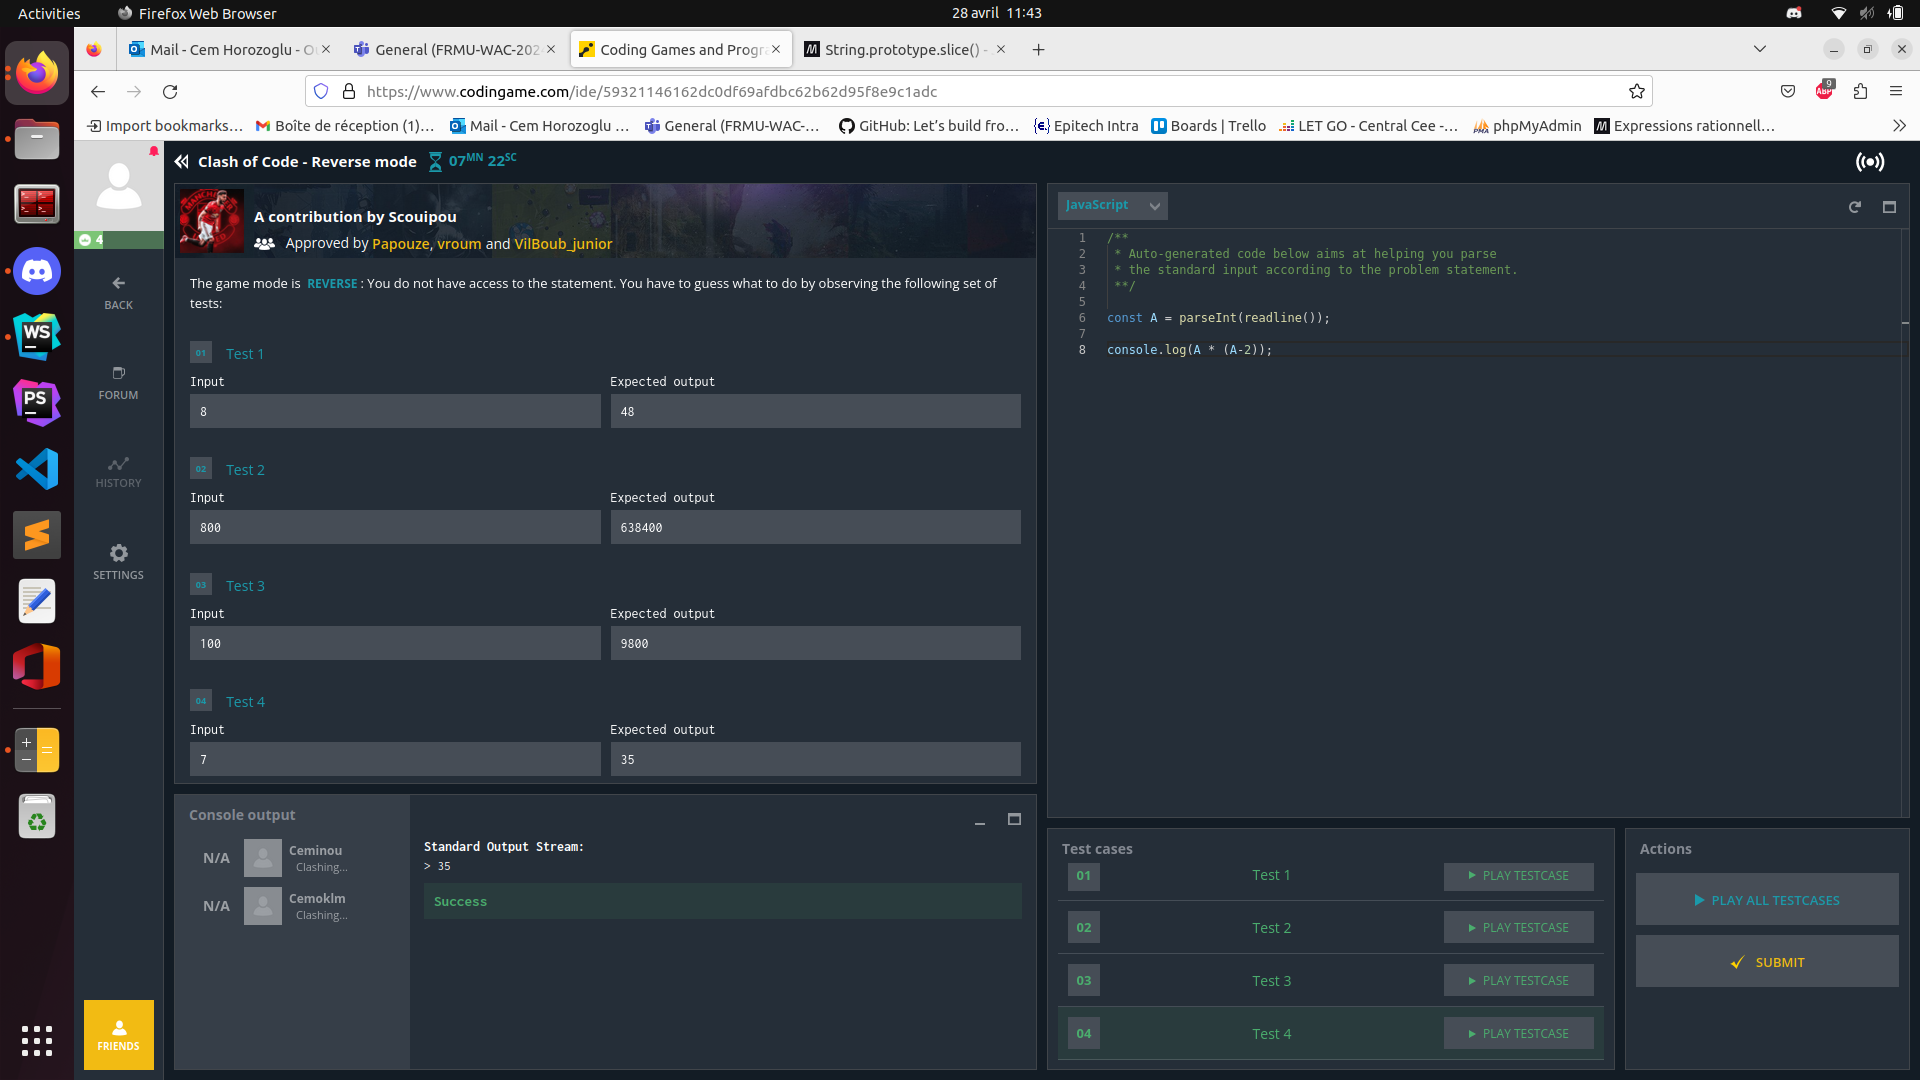 Activities
Firefox Web Browser
28 avril 11:43
Mail - Cem Horozoglu - O
General (FRMU-WAC-202
Coding Games and Progra
String.prototype.slice() -
https://www.codingame.com/ide/59321146162dc0df69afdbc62b62d95f8e9c1adc
9
ABP
Import bookmarks…
Boîte de réception (1)…
Mail - Cem Horozoglu …
General (FRMU-WAC-…
GitHub: Let's build fro…
Epitech Intra
Boards | Trello
LET GO - Central Cee -…
phpMyAdmin
Expressions rationnell…
Clash of Code - Reverse mode
07MN 22SC
4
BACK
FORUM
HISTORY
SETTINGS
FRIENDS
WS
PS
A contribution by Scouipou
Approved by Papouze, vroum and VilBoub_junior
The game mode is REVERSE : You do not have access to the statement. You have to guess what to do by observing the following set of
tests:
01 Test 1
Input
Expected output
8
48
02 Test 2
Input
Expected output
800
638400
03 Test 3
Input
Expected output
100
9800
04 Test 4
Input
Expected output
7
35
JavaScript
1 /**
2 * Auto-generated code below aims at helping you parse
3 * the standard input according to the problem statement.
4 **/
5
6 const A = parseInt(readline());
7
8 console.log(A * (A-2));
Console output
N/A
Ceminou
Clashing...
N/A
Cemoklm
Clashing...
Standard Output Stream:
> 35
Success
Test cases
01 Test 1 PLAY TESTCASE
02 Test 2 PLAY TESTCASE
03 Test 3 PLAY TESTCASE
04 Test 4 PLAY TESTCASE
Actions
PLAY ALL TESTCASES
SUBMIT